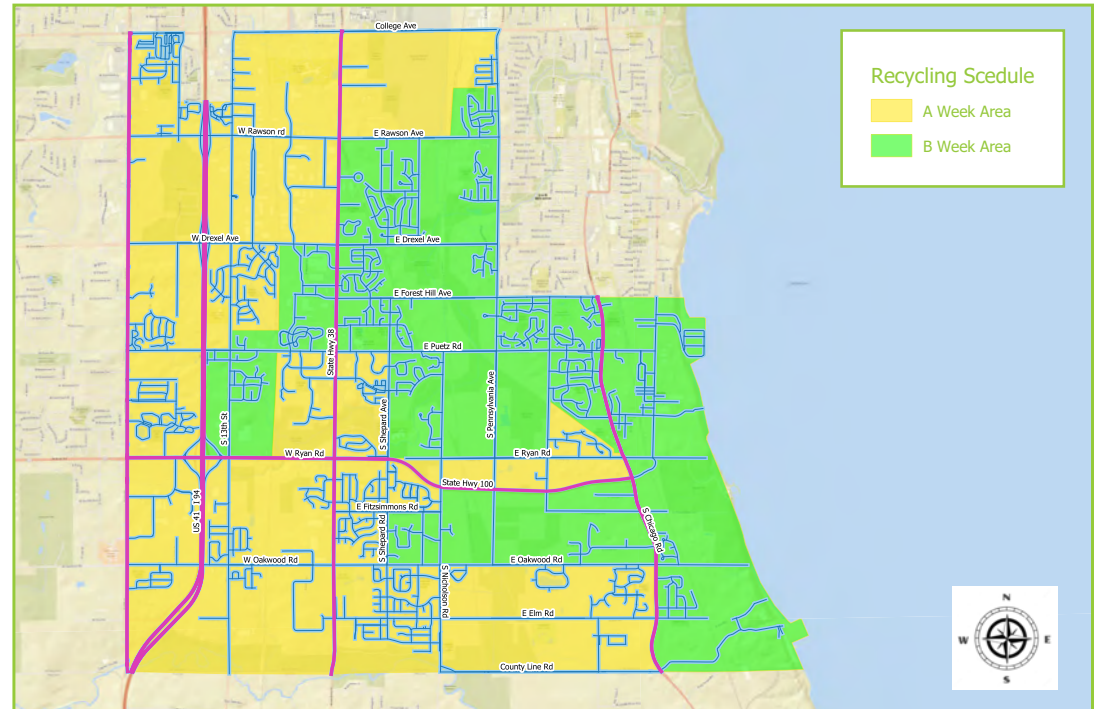 College Ave
Recycling Scedule
A Week Area
B Week Area
W Rawson rd
E Rawson Ave
W Drexel Ave
E Drexel Ave
E Forest Hill Ave
State Hwy 38
E Puetz Rd
S 13th St
S Shepard Ave
S Pennsylvania Ave
W Ryan Rd
E Ryan Rd
State Hwy 100
US 41 I 94
E Fitzsimmons Rd
S Shepard Rd
S Chicago Rd
W Oakwood Rd
E Oakwood Rd
S Nicholson Rd
E Elm Rd
County Line Rd
N
W
E
S